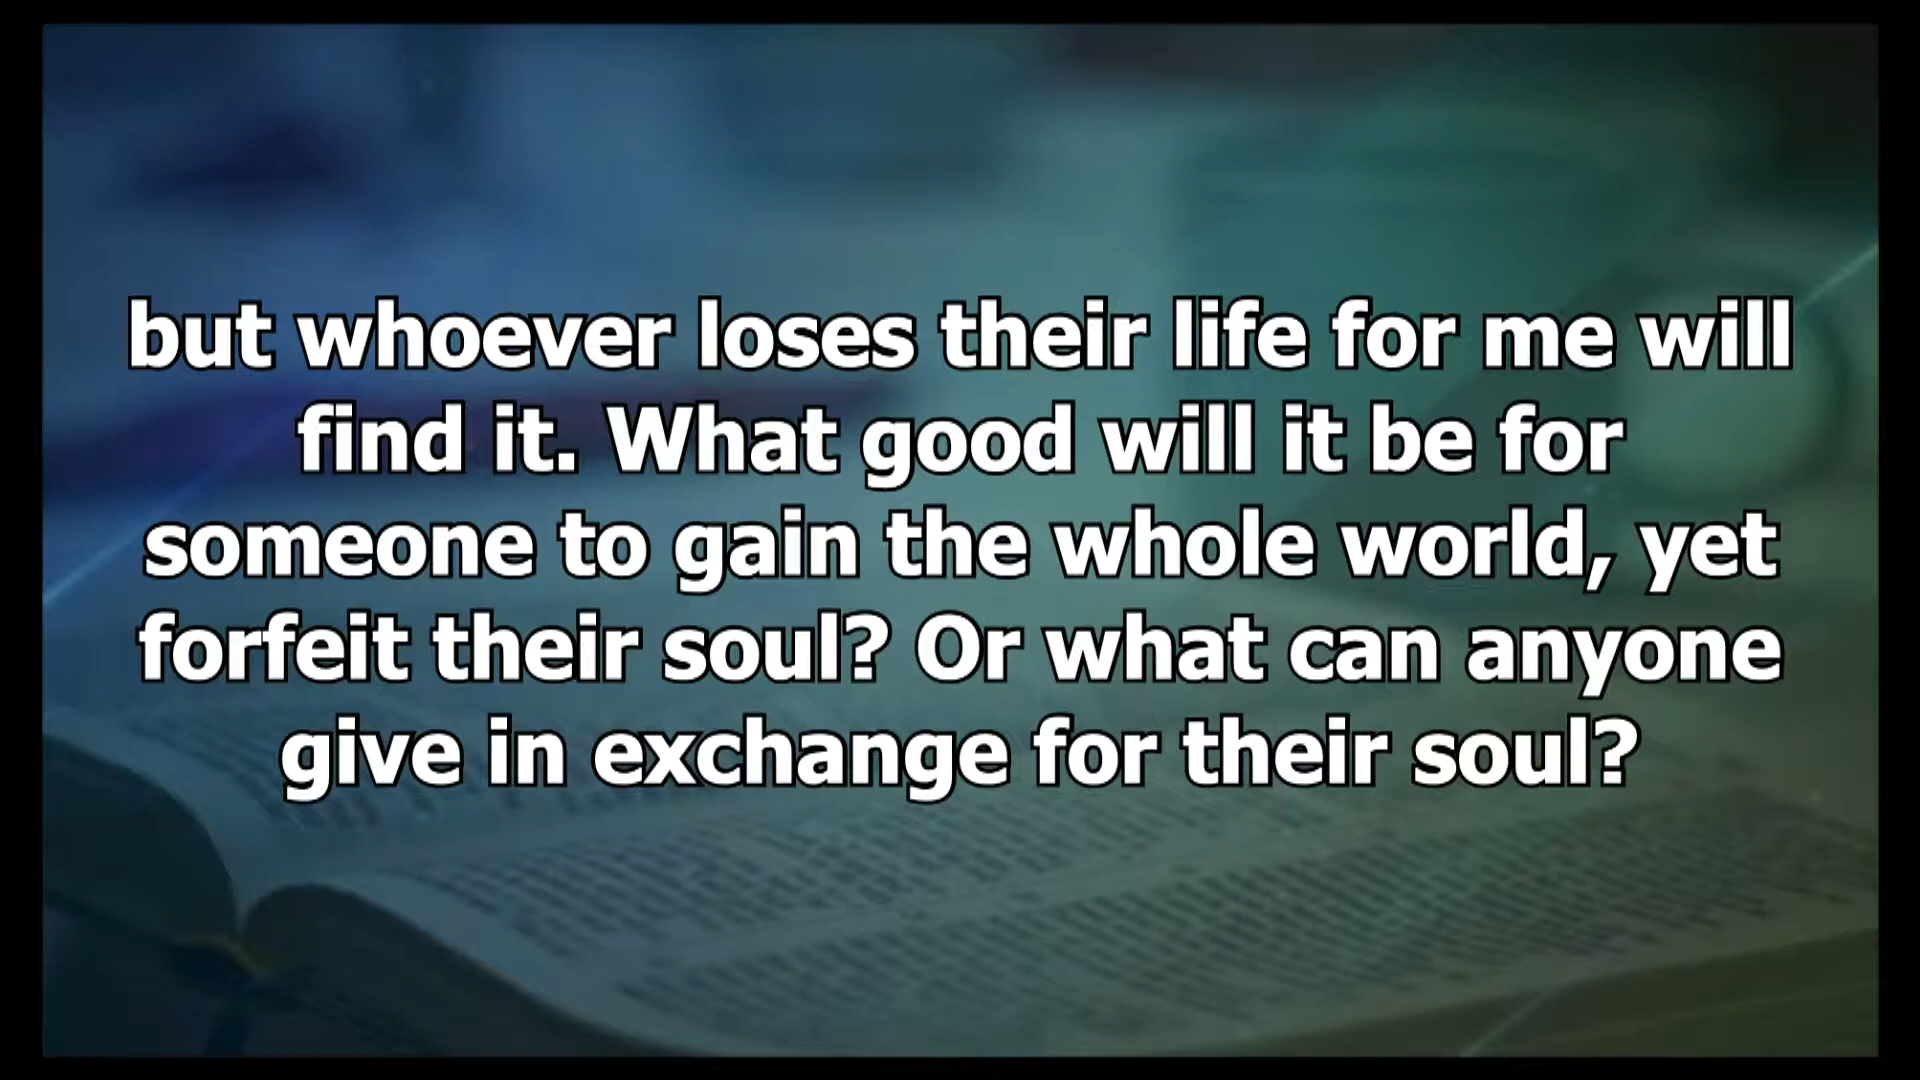 but whoever loses their life for me will
find it. What good will it be for
someone to gain the whole world, yet
forfeit their soul? Or what can anyone
give in exchange for their soul?